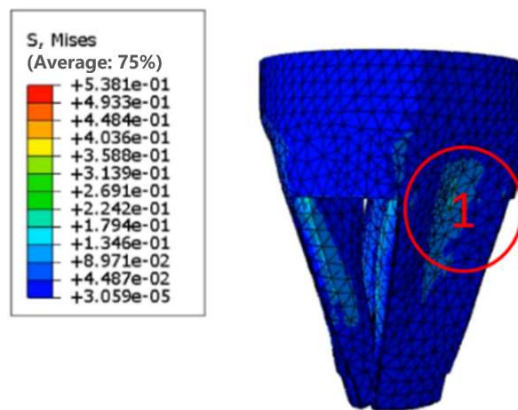 S, Mises
(Average: 75%)
+5.381e-01
+4.933e-01
+4.484e-01
+4.036e-01
+3.588e-01
+3.139e-01
+2.691e-01
+2.242e-01
+1.794e-01
+1.346e-01
+8.971e-02
+4.487e-02
+3.059e-05
1